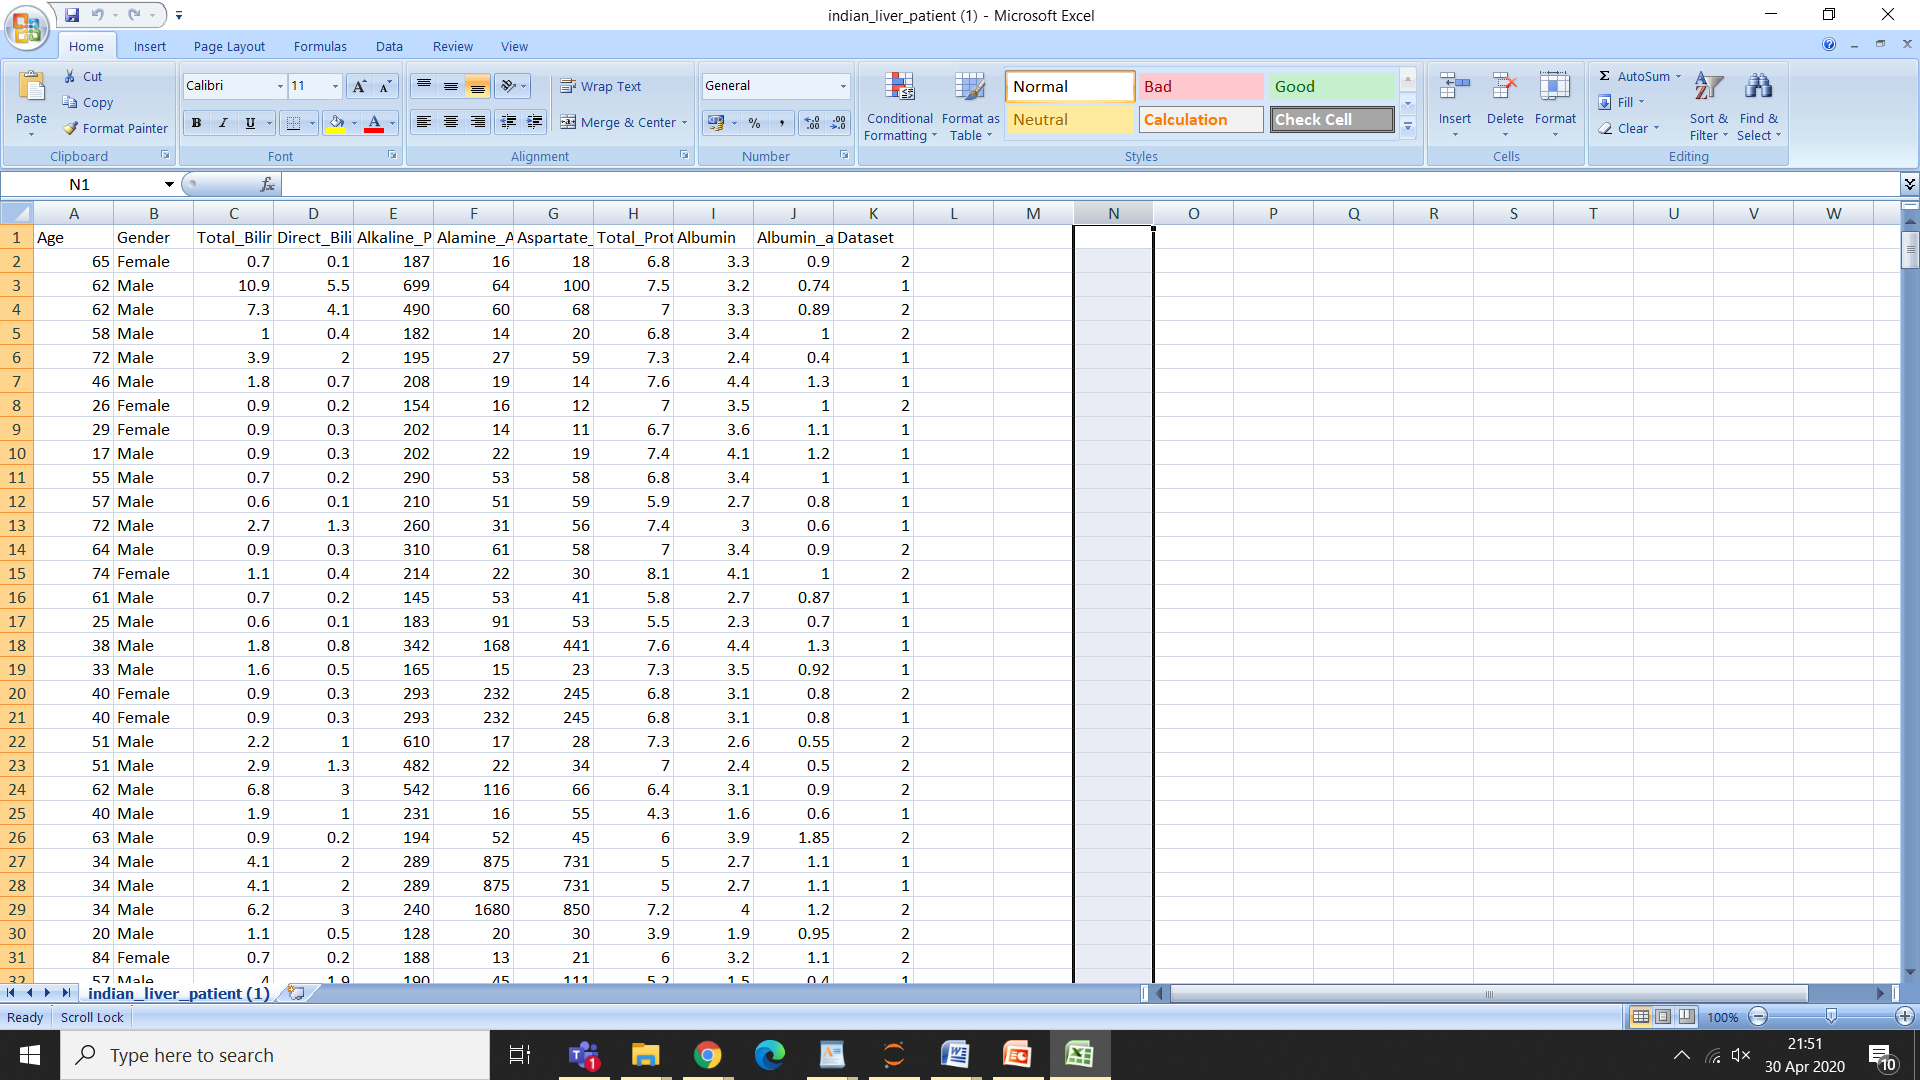 indian_liver_patient (1) - Microsoft Excel
Home Insert Page Layout Formulas Data Review View
Paste Cut Copy Format Painter Clipboard
Calibri 11 A A B I U A Font
Wrap Text Merge & Center Alignment
General % , .0 .00 .00 .0 Number
Conditional Formatting Format as Table Normal Bad Good Neutral Calculation Check Cell Styles
Insert Delete Format Cells
Σ AutoSum Fill Clear Sort & Filter Find & Select Editing
N1 fx
A B C D E F G H I J K L M N O P Q R S T U V W
1 Age Gender Total_Bilir Direct_Bili Alkaline_P Alamine_A Aspartate_ Total_Prot Albumin Albumin_a Dataset
2 65 Female 0.7 0.1 187 16 18 6.8 3.3 0.9 2
3 62 Male 10.9 5.5 699 64 100 7.5 3.2 0.74 1
4 62 Male 7.3 4.1 490 60 68 7 3.3 0.89 2
5 58 Male 1 0.4 182 14 20 6.8 3.4 1 2
6 72 Male 3.9 2 195 27 59 7.3 2.4 0.4 1
7 46 Male 1.8 0.7 208 19 14 7.6 4.4 1.3 1
8 26 Female 0.9 0.2 154 16 12 7 3.5 1 2
9 29 Female 0.9 0.3 202 14 11 6.7 3.6 1.1 1
10 17 Male 0.9 0.3 202 22 19 7.4 4.1 1.2 1
11 55 Male 0.7 0.2 290 53 58 6.8 3.4 1 1
12 57 Male 0.6 0.1 210 51 59 5.9 2.7 0.8 1
13 72 Male 2.7 1.3 260 31 56 7.4 3 0.6 1
14 64 Male 0.9 0.3 310 61 58 7 3.4 0.9 2
15 74 Female 1.1 0.4 214 22 30 8.1 4.1 1 2
16 61 Male 0.7 0.2 145 53 41 5.8 2.7 0.87 1
17 25 Male 0.6 0.1 183 91 53 5.5 2.3 0.7 1
18 38 Male 1.8 0.8 342 168 441 7.6 4.4 1.3 1
19 33 Male 1.6 0.5 165 15 23 7.3 3.5 0.92 1
20 40 Female 0.9 0.3 293 232 245 6.8 3.1 0.8 2
21 40 Female 0.9 0.3 293 232 245 6.8 3.1 0.8 1
22 51 Male 2.2 1 610 17 28 7.3 2.6 0.55 2
23 51 Male 2.9 1.3 482 22 34 7 2.4 0.5 2
24 62 Male 6.8 3 542 116 66 6.4 3.1 0.9 2
25 40 Male 1.9 1 231 16 55 4.3 1.6 0.6 1
26 63 Male 0.9 0.2 194 52 45 6 3.9 1.85 2
27 34 Male 4.1 2 289 875 731 5 2.7 1.1 1
28 34 Male 4.1 2 289 875 731 5 2.7 1.1 1
29 34 Male 6.2 3 240 1680 850 7.2 4 1.2 2
30 20 Male 1.1 0.5 128 20 30 3.9 1.9 0.95 2
31 84 Female 0.7 0.2 188 13 21 6 3.2 1.1 2
32 57 Male 4 1.9 190 45 111 5.2 1.5 0.4 1
indian_liver_patient (1)
Ready Scroll Lock 100%
Type here to search 1 21:51
30 Apr 2020 10